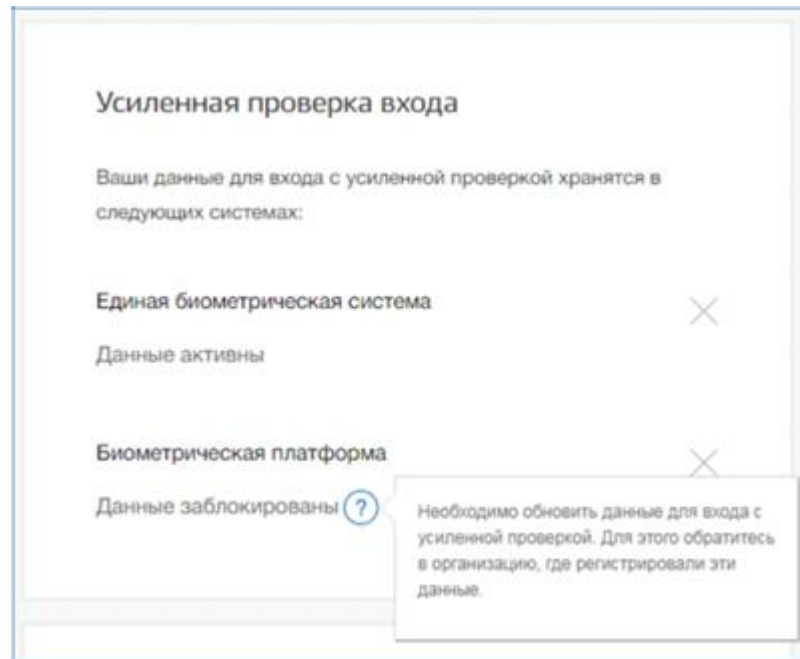 Усиленная проверка входа
Ваши данные для входа с усиленной проверкой хранятся в
следующих системах:
Единая биометрическая система
Данные активны
Биометрическая платформа
Данные заблокированы ?
Необходимо обновить данные для входа с
усиленной проверкой. Для этого обратитесь
в организацию, где регистрировали эти
данные.